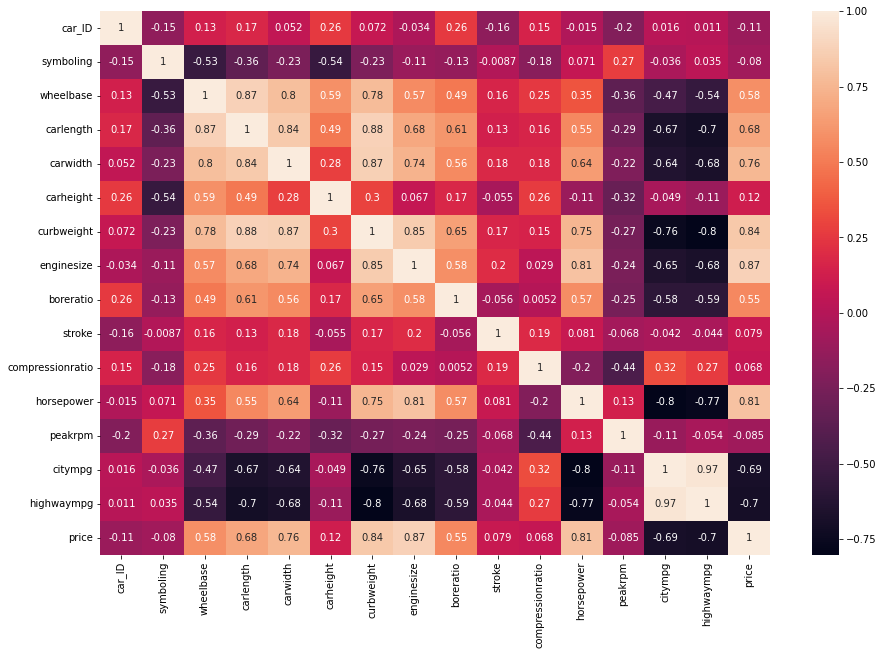 car_ID 1 -0.15 0.13 0.17 0.052 0.26 0.072 -0.034 0.26 -0.16 0.15 -0.015 -0.2 0.016 0.011 -0.11
symboling -0.15 1 -0.53 -0.36 -0.23 -0.54 -0.23 -0.11 -0.13 -0.0087 -0.18 0.071 0.27 -0.036 0.035 -0.08
wheelbase 0.13 -0.53 1 0.87 0.8 0.59 0.78 0.57 0.49 0.16 0.25 0.35 -0.36 -0.47 -0.54 0.58
carlength 0.17 -0.36 0.87 1 0.84 0.49 0.88 0.68 0.61 0.13 0.16 0.55 -0.29 -0.67 -0.7 0.68
carwidth 0.052 -0.23 0.8 0.84 1 0.28 0.87 0.74 0.56 0.18 0.18 0.64 -0.22 -0.64 -0.68 0.76
carheight 0.26 -0.54 0.59 0.49 0.28 1 0.3 0.067 0.17 -0.055 0.26 -0.11 -0.32 -0.049 -0.11 0.12
curbweight 0.072 -0.23 0.78 0.88 0.87 0.3 1 0.85 0.65 0.17 0.15 0.75 -0.27 -0.76 -0.8 0.84
enginesize -0.034 -0.11 0.57 0.68 0.74 0.067 0.85 1 0.58 0.2 0.029 0.81 -0.24 -0.65 -0.68 0.87
boreratio 0.26 -0.13 0.49 0.61 0.56 0.17 0.65 0.58 1 -0.056 0.0052 0.57 -0.25 -0.58 -0.59 0.55
stroke -0.16 -0.0087 0.16 0.13 0.18 -0.055 0.17 0.2 -0.056 1 0.19 0.081 -0.068 -0.042 -0.044 0.079
compressionratio 0.15 -0.18 0.25 0.16 0.18 0.26 0.15 0.029 0.0052 0.19 1 -0.2 -0.44 0.32 0.27 0.068
horsepower -0.015 0.071 0.35 0.55 0.64 -0.11 0.75 0.81 0.57 0.081 -0.2 1 0.13 -0.8 -0.77 0.81
peakrpm -0.2 0.27 -0.36 -0.29 -0.22 -0.32 -0.27 -0.24 -0.25 -0.068 -0.44 0.13 1 -0.11 -0.054 -0.085
citympg 0.016 -0.036 -0.47 -0.67 -0.64 -0.049 -0.76 -0.65 -0.58 -0.042 0.32 -0.8 -0.11 1 0.97 -0.69
highwaympg 0.011 0.035 -0.54 -0.7 -0.68 -0.11 -0.8 -0.68 -0.59 -0.044 0.27 -0.77 -0.054 0.97 1 -0.7
price -0.11 -0.08 0.58 0.68 0.76 0.12 0.84 0.87 0.55 0.079 0.068 0.81 -0.085 -0.69 -0.7 1
car_ID symboling wheelbase carlength carwidth carheight curbweight enginesize boreratio stroke compressionratio horsepower peakrpm citympg highwaympg price
1.00
0.75
0.50
0.25
0.00
−0.25
−0.50
−0.75